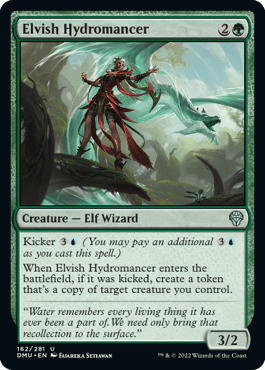 Elvish Hydromancer 2
Creature — Elf Wizard
Kicker 3 (You may pay an additional 3
as you cast this spell.)
When Elvish Hydromancer enters the
battlefield, if it was kicked, create a token
that's a copy of target creature you control.
"Water remembers every living thing it has
ever been a part of. We need only bring that
recollection to the surface."
3/2
162/281 U
DMU • EN Fajareka Setiawan
™ & © 2022 Wizards of the Coast